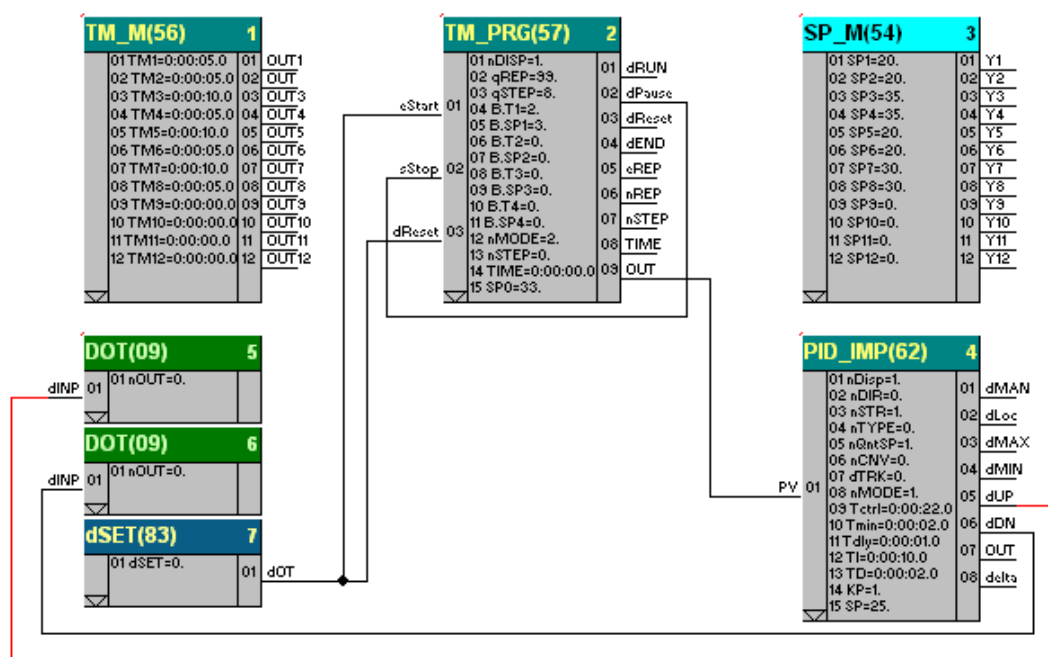 TM_M(56) 1
01 TM1=0:00:05.0 01 OUT1
02 TM2=0:00:05.0 02 OUT
03 TM3=0:00:10.0 03 OUT3
04 TM4=0:00:05.0 04 OUT4
05 TM5=0:00:10.0 05 OUT5
06 TM6=0:00:05.0 06 OUT6
07 TM7=0:00:10.0 07 OUT7
08 TM8=0:00:05.0 08 OUT8
09 TM9=0:00:00.0 09 OUT9
10 TM10=0:00:00.0 10 OUT10
11 TM11=0:00:00.0 11 OUT11
12 TM12=0:00:00.0 12 OUT12
TM_PRG(57) 2
eStart 01
sStop 02
dReset 03
01 nDISP=1.
02 qREP=99.
03 qSTEP=8.
04 B.T1=2.
05 B.SP1=3.
06 B.T2=0.
07 B.SP2=0.
08 B.T3=0.
09 B.SP3=0.
10 B.T4=0.
11 B.SP4=0.
12 nMODE=2.
13 nSTEP=0.
14 TIME=0:00:00.0
15 SP0=33.
01 dRUN
02 dPause
03 dReset
04 dEND
05 eREP
06 nREP
07 nSTEP
08 TIME
09 OUT
SP_M(54) 3
01 SP1=20. 01 Y1
02 SP2=20. 02 Y2
03 SP3=35. 03 Y3
04 SP4=35. 04 Y4
05 SP5=20. 05 Y5
06 SP6=20. 06 Y6
07 SP7=30. 07 Y7
08 SP8=30. 08 Y8
09 SP9=0. 09 Y9
10 SP10=0. 10 Y10
11 SP11=0. 11 Y11
12 SP12=0. 12 Y12
DOT(09) 5
dINP 01 01 nOUT=0.
DOT(09) 6
dINP 01 01 nOUT=0.
dSET(83) 7
01 dSET=0. 01 dOT
PID_IMP(62) 4
PV 01
01 nDisp=1.
02 nDIR=0.
03 nSTR=1.
04 nTYPE=0.
05 nQntSP=1.
06 nCNV=0.
07 dTRK=0.
08 nMODE=1.
09 Tctrl=0:00:22.0
10 Tmin=0:00:02.0
11 Tdly=0:00:01.0
12 TI=0:00:10.0
13 TD=0:00:02.0
14 KP=1.
15 SP=25.
01 dMAN
02 dLoc
03 dMAX
04 dMIN
05 dUP
06 dDN
07 OUT
08 delta